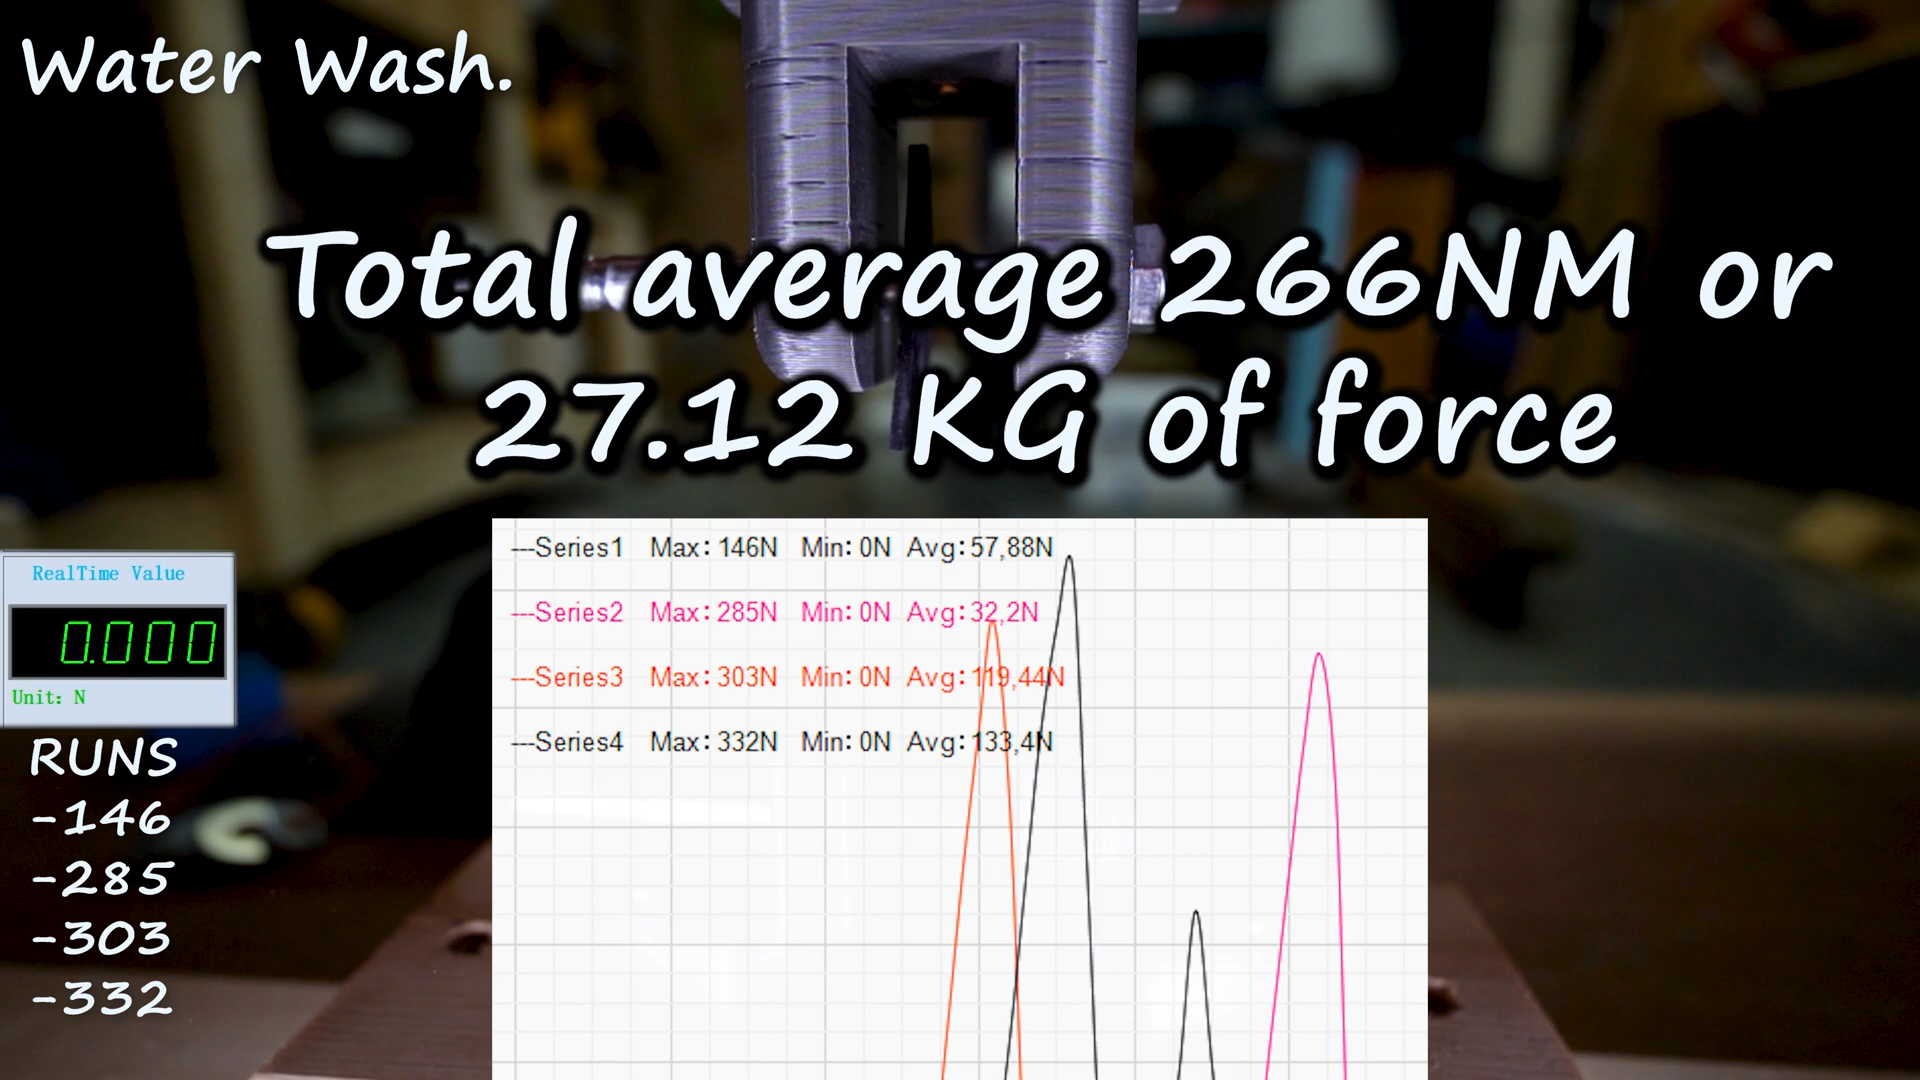 Water Wash.
Total average 266NM or
27.12 KG of force
---Series1 Max: 146N Min: 0N Avg: 57,88N
---Series2 Max: 285N Min: 0N Avg: 32,2N
---Series3 Max: 303N Min: 0N Avg: 119,44N
---Series4 Max: 332N Min: 0N Avg: 133,4N
RealTime Value
0.000
Unit: N
RUNS
-146
-285
-303
-332